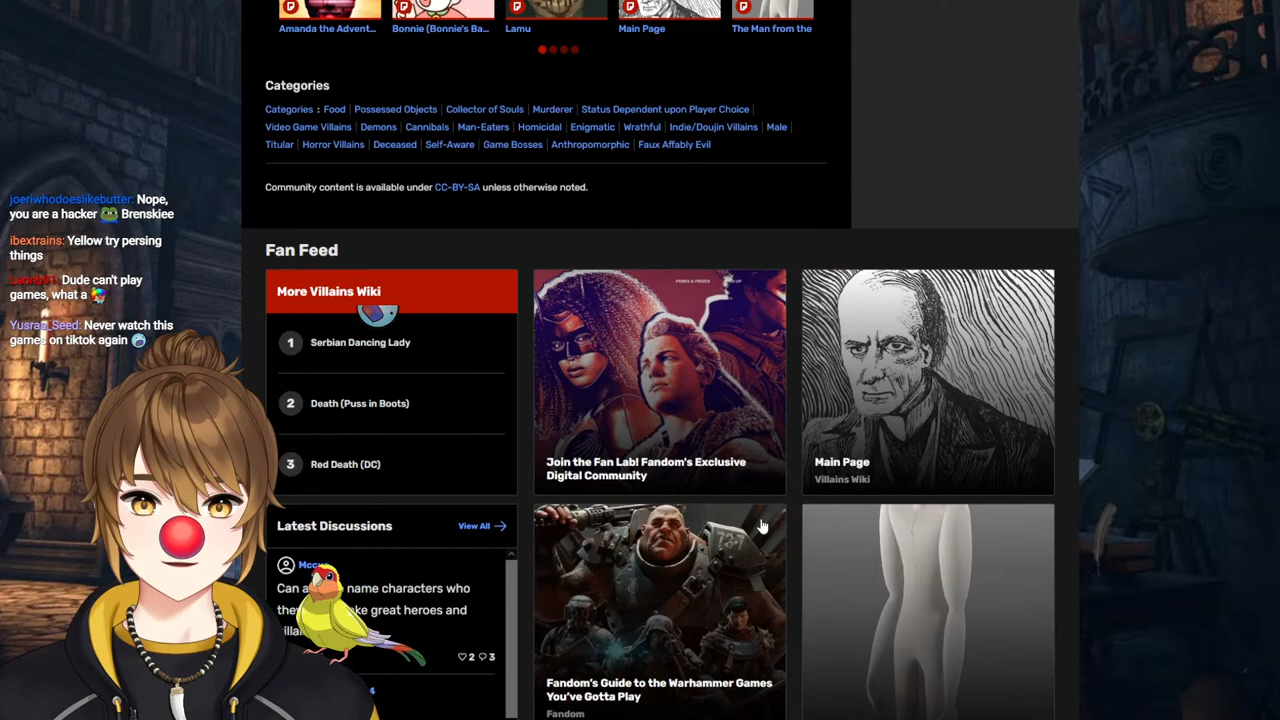 Amanda the Advent...
Bonnie (Bonnie's Ba...
Lamu
Main Page
The Man from the
Categories
Categories : Food | Possessed Objects | Collector of Souls | Murderer | Status Dependent upon Player Choice |
Video Game Villains | Demons | Cannibals | Man-Eaters | Homicidal | Enigmatic | Wrathful | Indie/Doujin Villains | Male |
Titular | Horror Villains | Deceased | Self-Aware | Game Bosses | Anthropomorphic | Faux Affably Evil
Community content is available under CC-BY-SA unless otherwise noted.
joeriwhodoeslikebutter: Nope,
you are a hacker Brenskiee
ibextrains: Yellow try persing
things
Dude can't play
games, what a
Yusraa_Seed: Never watch this
games on tiktok again
Fan Feed
More Villains Wiki
1 Serbian Dancing Lady
2 Death (Puss in Boots)
3 Red Death (DC)
PERKS & PRIZES
Join the Fan Lab! Fandom's Exclusive
Digital Community
Main Page
Villains Wiki
Latest Discussions
View All
Can name characters who
great heroes and
2 3
Fandom's Guide to the Warhammer Games
You've Gotta Play
Fandom